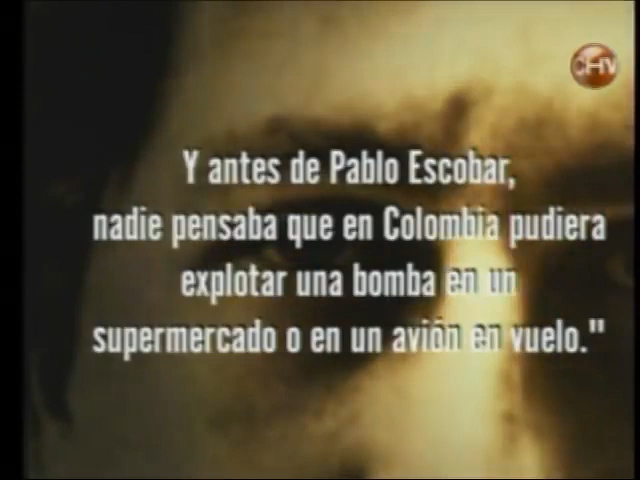 CHV
Y antes de Pablo Escobar,
nadie pensaba que en Colombia pudiera
explotar una bomba en un
supermercado o en un avión en vuelo."